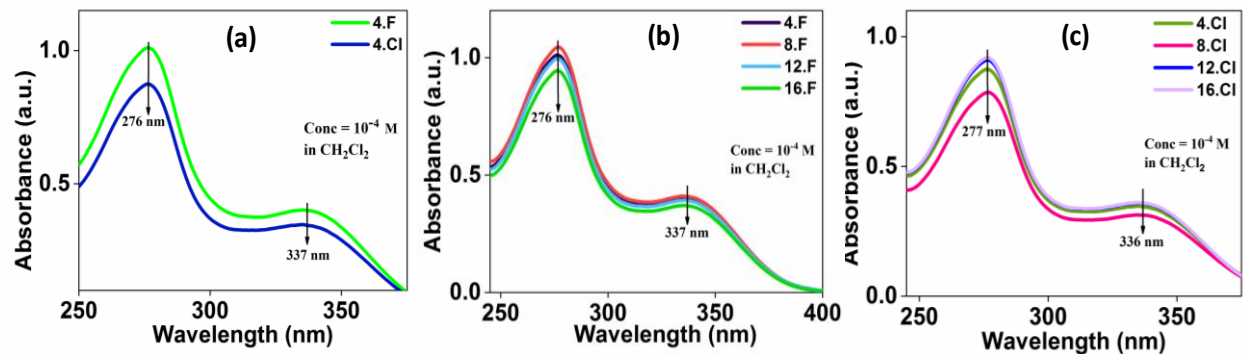 (a)
4.F
4.Cl
276 nm
Conc = 10⁻⁴ M
in CH₂Cl₂
337 nm
1.0
0.5
Absorbance (a.u.)
250 300 350
Wavelength (nm)
(b)
4.F
8.F
12.F
16.F
276 nm
Conc = 10⁻⁴ M
in CH₂Cl₂
337 nm
1.0
0.5
0.0
Absorbance (a.u.)
250 300 350 400
Wavelength (nm)
(c)
4.Cl
8.Cl
12.Cl
16.Cl
277 nm
Conc = 10⁻⁴ M
in CH₂Cl₂
336 nm
1.0
0.5
0.0
Absorbance (a.u.)
250 300 350
Wavelength (nm)